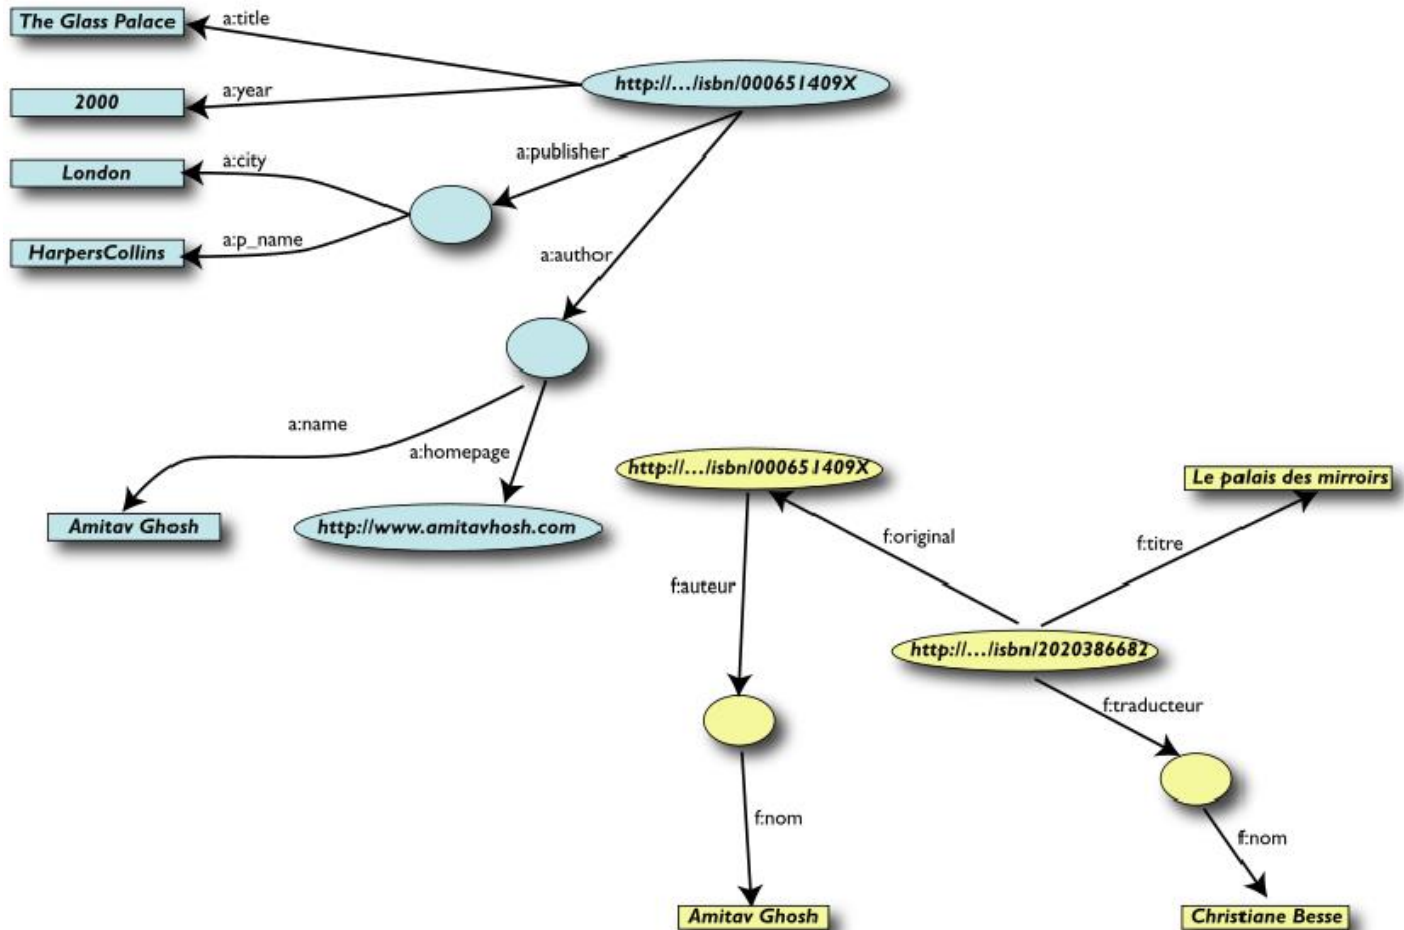 The Glass Palace
a:title
http://.../isbn/000651409X
2000
a:year
a:publisher
London
a:city
HarpersCollins
a:p_name
a:author
a:name
a:homepage
Amitav Ghosh
http://www.amitavhosh.com
http://.../isbn/000651409X
Le palais des mirroirs
f:original
f:titre
f:auteur
http://.../isbn/2020386682
f:traducteur
f:nom
f:nom
Amitav Ghosh
Christiane Besse